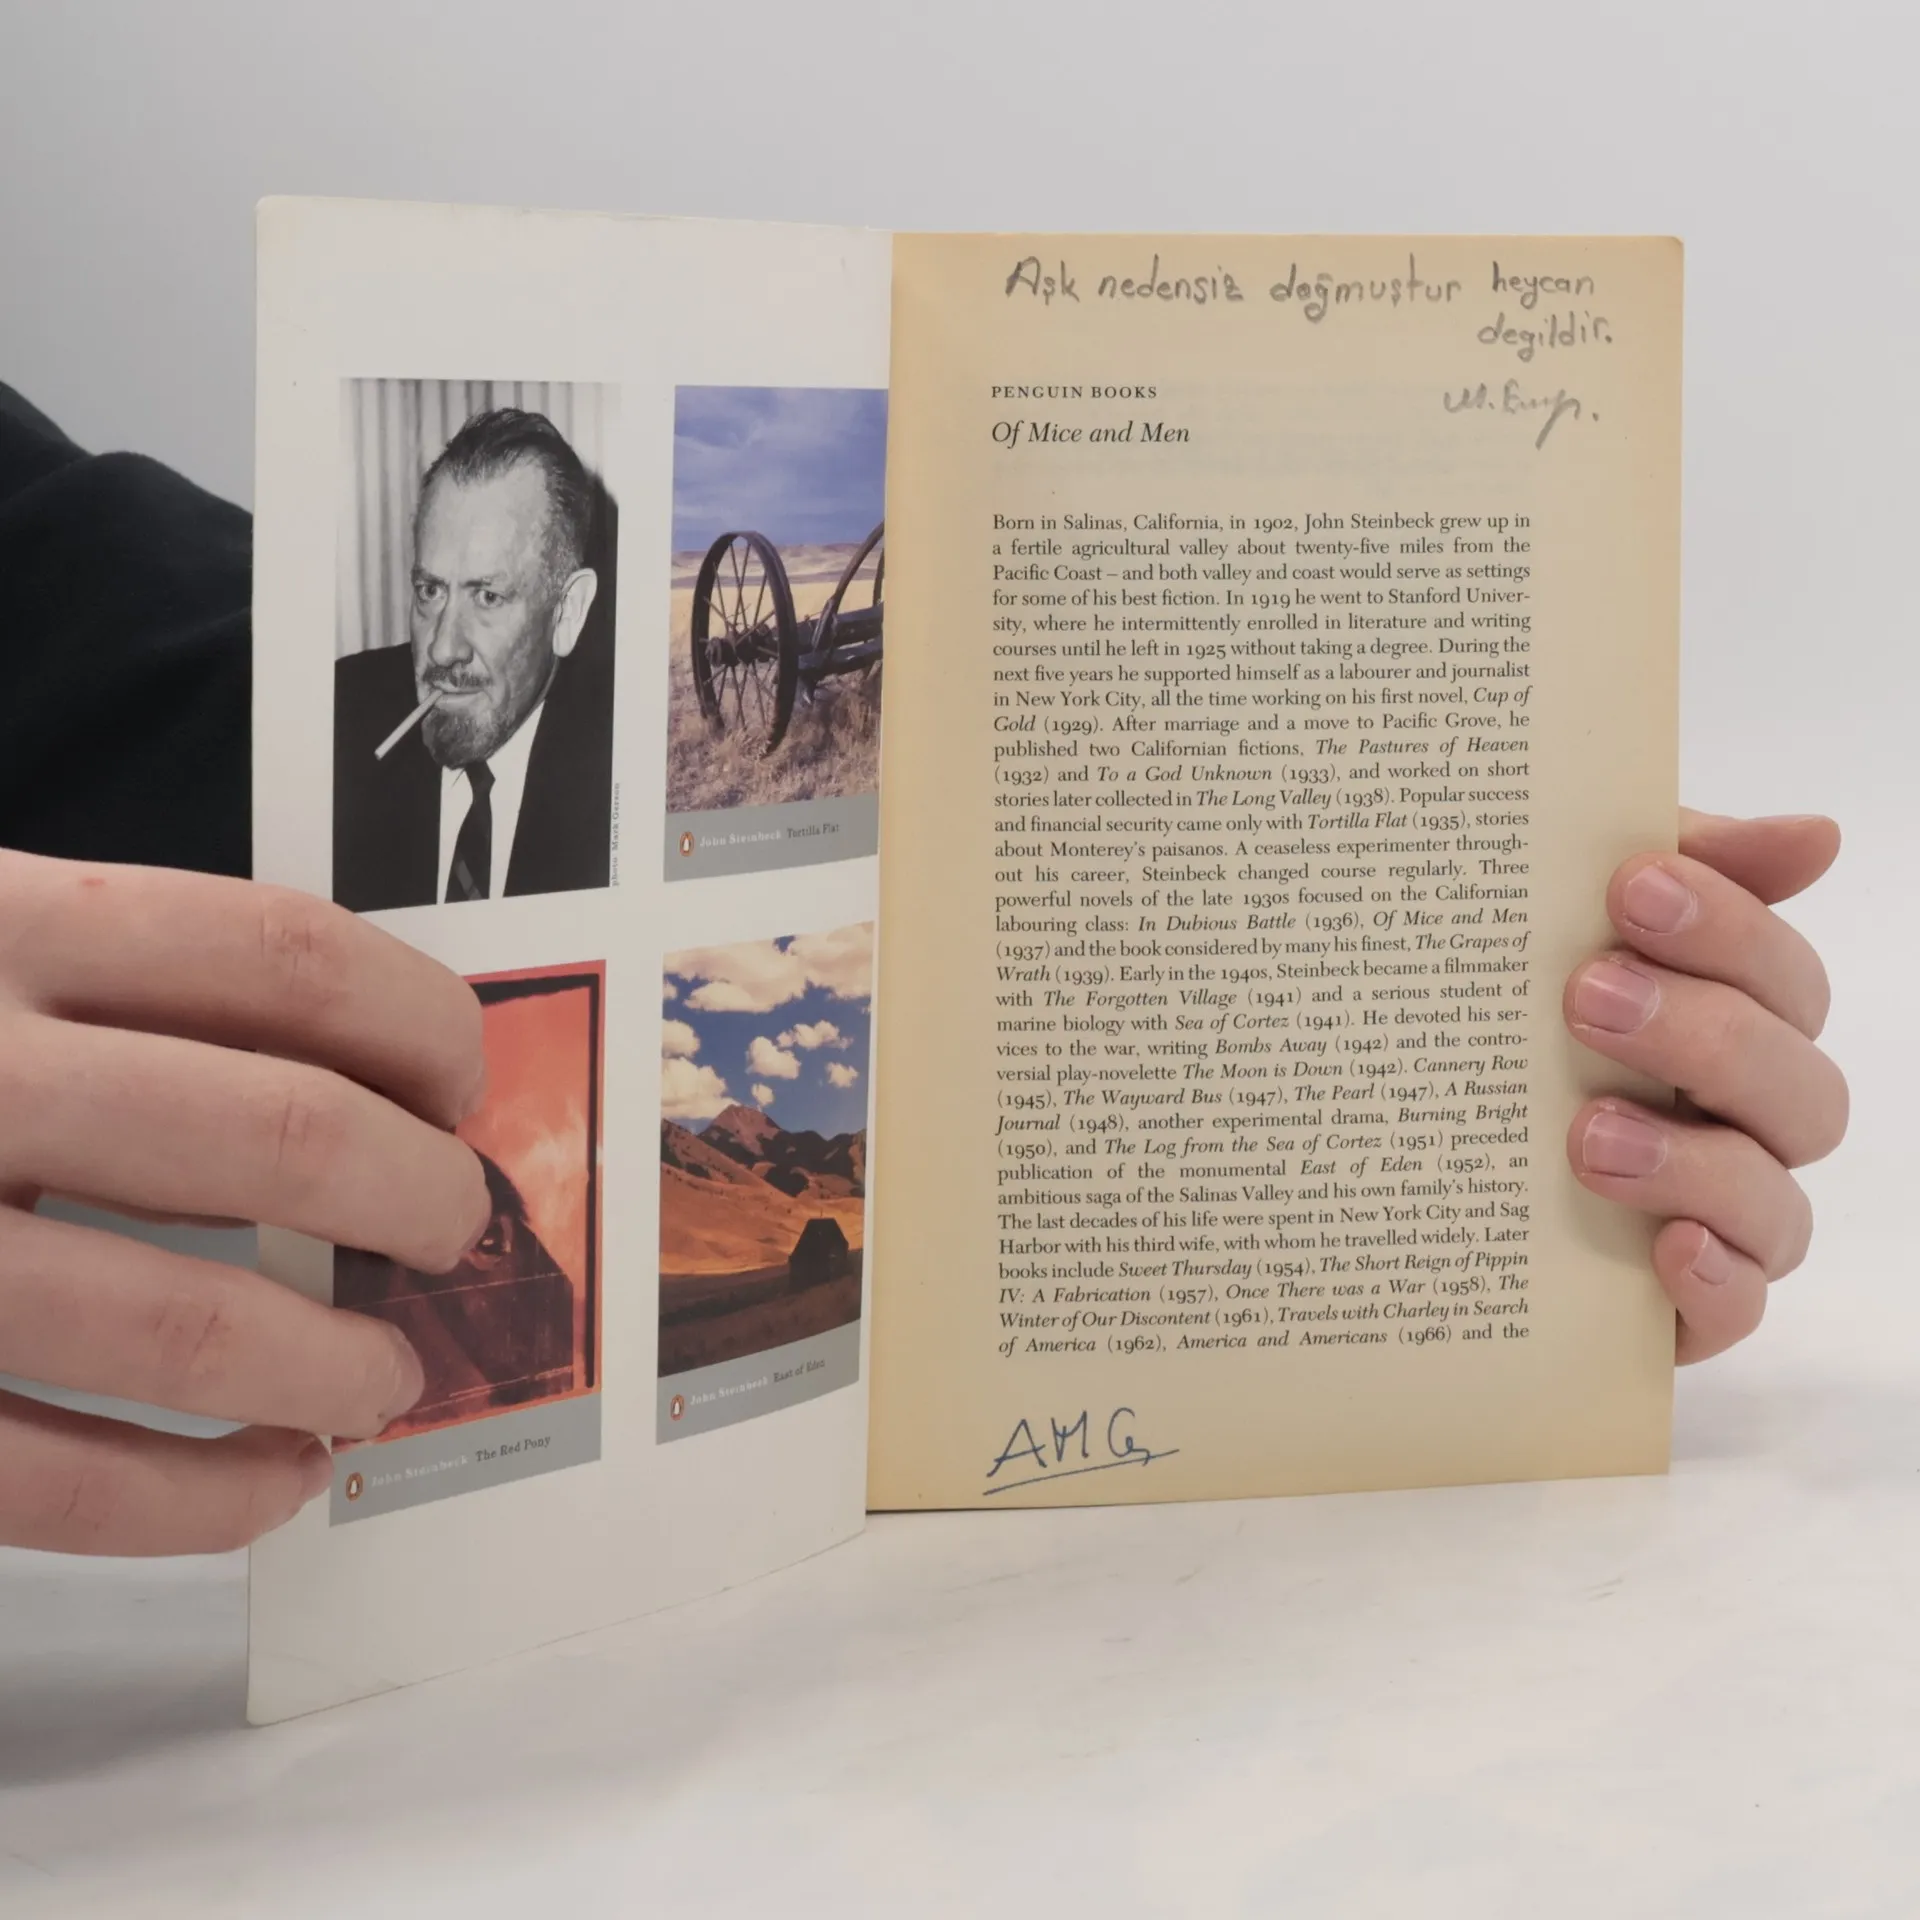 photo: Mark Gerson
John Steinbeck Tortilla Flat
John Steinbeck The Red Pony
John Steinbeck East of Eden
Aşk nedensiz doğmuştur heycan
degildir.
PENGUIN BOOKS
Of Mice and Men
Born in Salinas, California, in 1902, John Steinbeck grew up in
a fertile agricultural valley about twenty-five miles from the
Pacific Coast – and both valley and coast would serve as settings
for some of his best fiction. In 1919 he went to Stanford Univer-
sity, where he intermittently enrolled in literature and writing
courses until he left in 1925 without taking a degree. During the
next five years he supported himself as a labourer and journalist
in New York City, all the time working on his first novel, Cup of
Gold (1929). After marriage and a move to Pacific Grove, he
published two Californian fictions, The Pastures of Heaven
(1932) and To a God Unknown (1933), and worked on short
stories later collected in The Long Valley (1938). Popular success
and financial security came only with Tortilla Flat (1935), stories
about Monterey's paisanos. A ceaseless experimenter through-
out his career, Steinbeck changed course regularly. Three
powerful novels of the late 1930s focused on the Californian
labouring class: In Dubious Battle (1936), Of Mice and Men
(1937) and the book considered by many his finest, The Grapes of
Wrath (1939). Early in the 1940s, Steinbeck became a filmmaker
with The Forgotten Village (1941) and a serious student of
marine biology with Sea of Cortez (1941). He devoted his ser-
vices to the war, writing Bombs Away (1942) and the contro-
versial play-novelette The Moon is Down (1942). Cannery Row
(1945), The Wayward Bus (1947), The Pearl (1947), A Russian
Journal (1948), another experimental drama, Burning Bright
(1950), and The Log from the Sea of Cortez (1951) preceded
publication of the monumental East of Eden (1952), an
ambitious saga of the Salinas Valley and his own family's history.
The last decades of his life were spent in New York City and Sag
Harbor with his third wife, with whom he travelled widely. Later
books include Sweet Thursday (1954), The Short Reign of Pippin
IV: A Fabrication (1957), Once There was a War (1958), The
Winter of Our Discontent (1961), Travels with Charley in Search
of America (1962), America and Americans (1966) and the